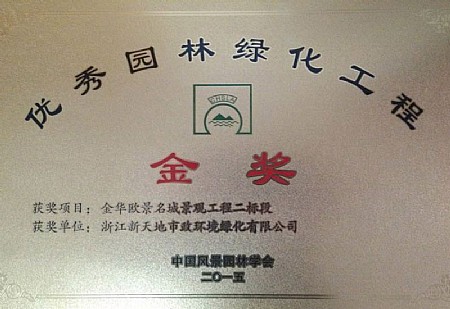 优秀园林绿化工程
CHSLA
金奖
获奖项目：金华欧景名城景观工程二标段
获奖单位：浙江新天地市政环境绿化有限公司
中国风景园林学会
二〇一五